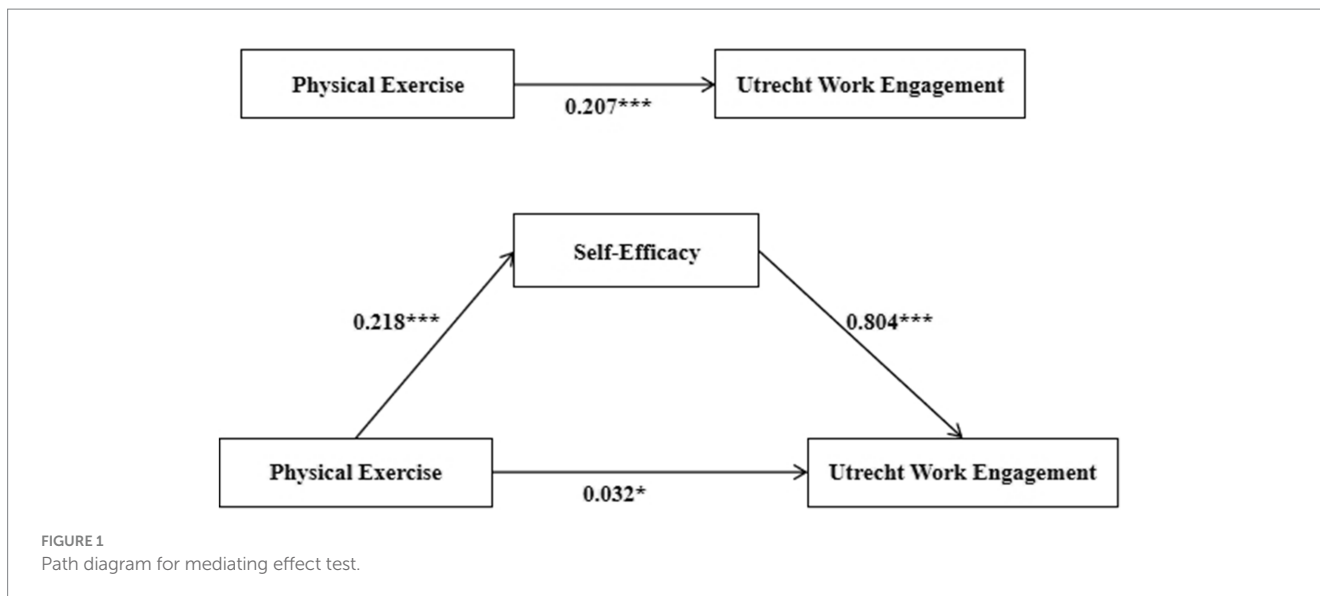 Physical Exercise
Utrecht Work Engagement
0.207***
Self-Efficacy
0.218***
0.804***
Physical Exercise
Utrecht Work Engagement
0.032*
FIGURE 1
Path diagram for mediating effect test.